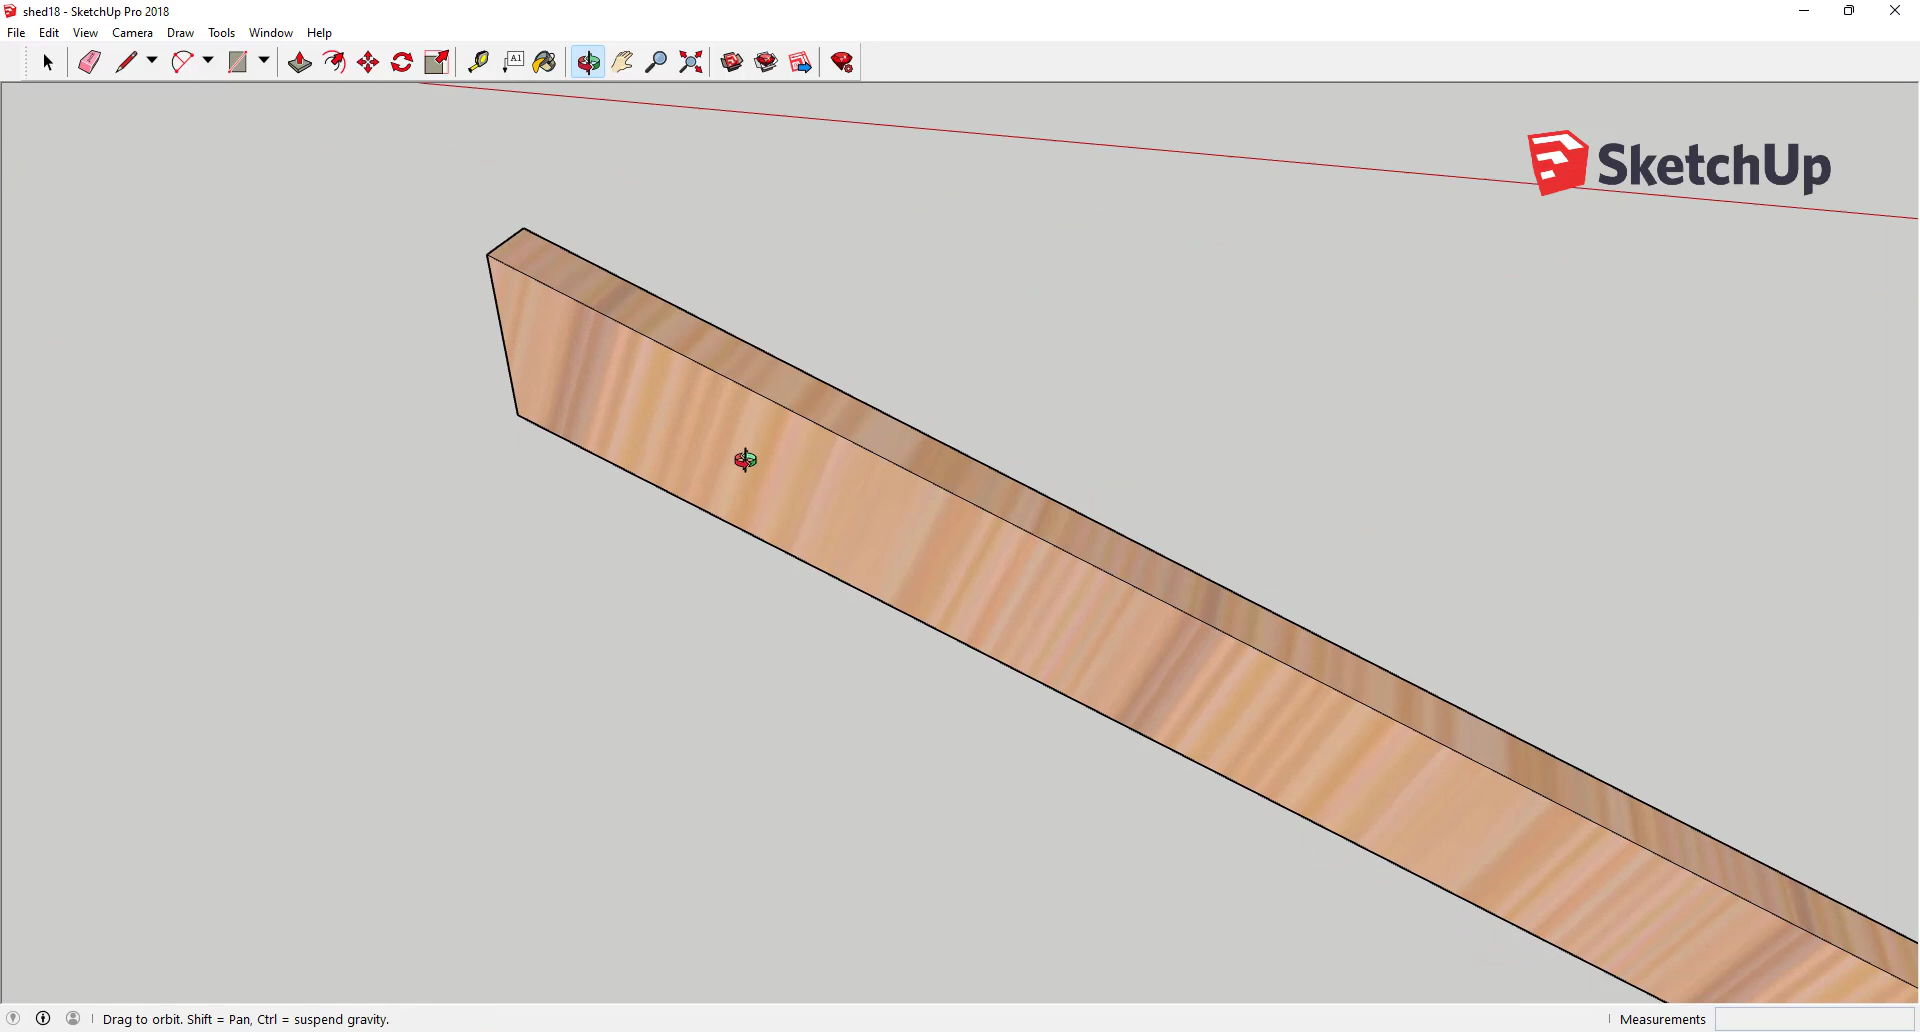 shed18 - SketchUp Pro 2018
File Edit View Camera Draw Tools Window Help
A1
SketchUp
Drag to orbit. Shift = Pan, Ctrl = suspend gravity.
Measurements